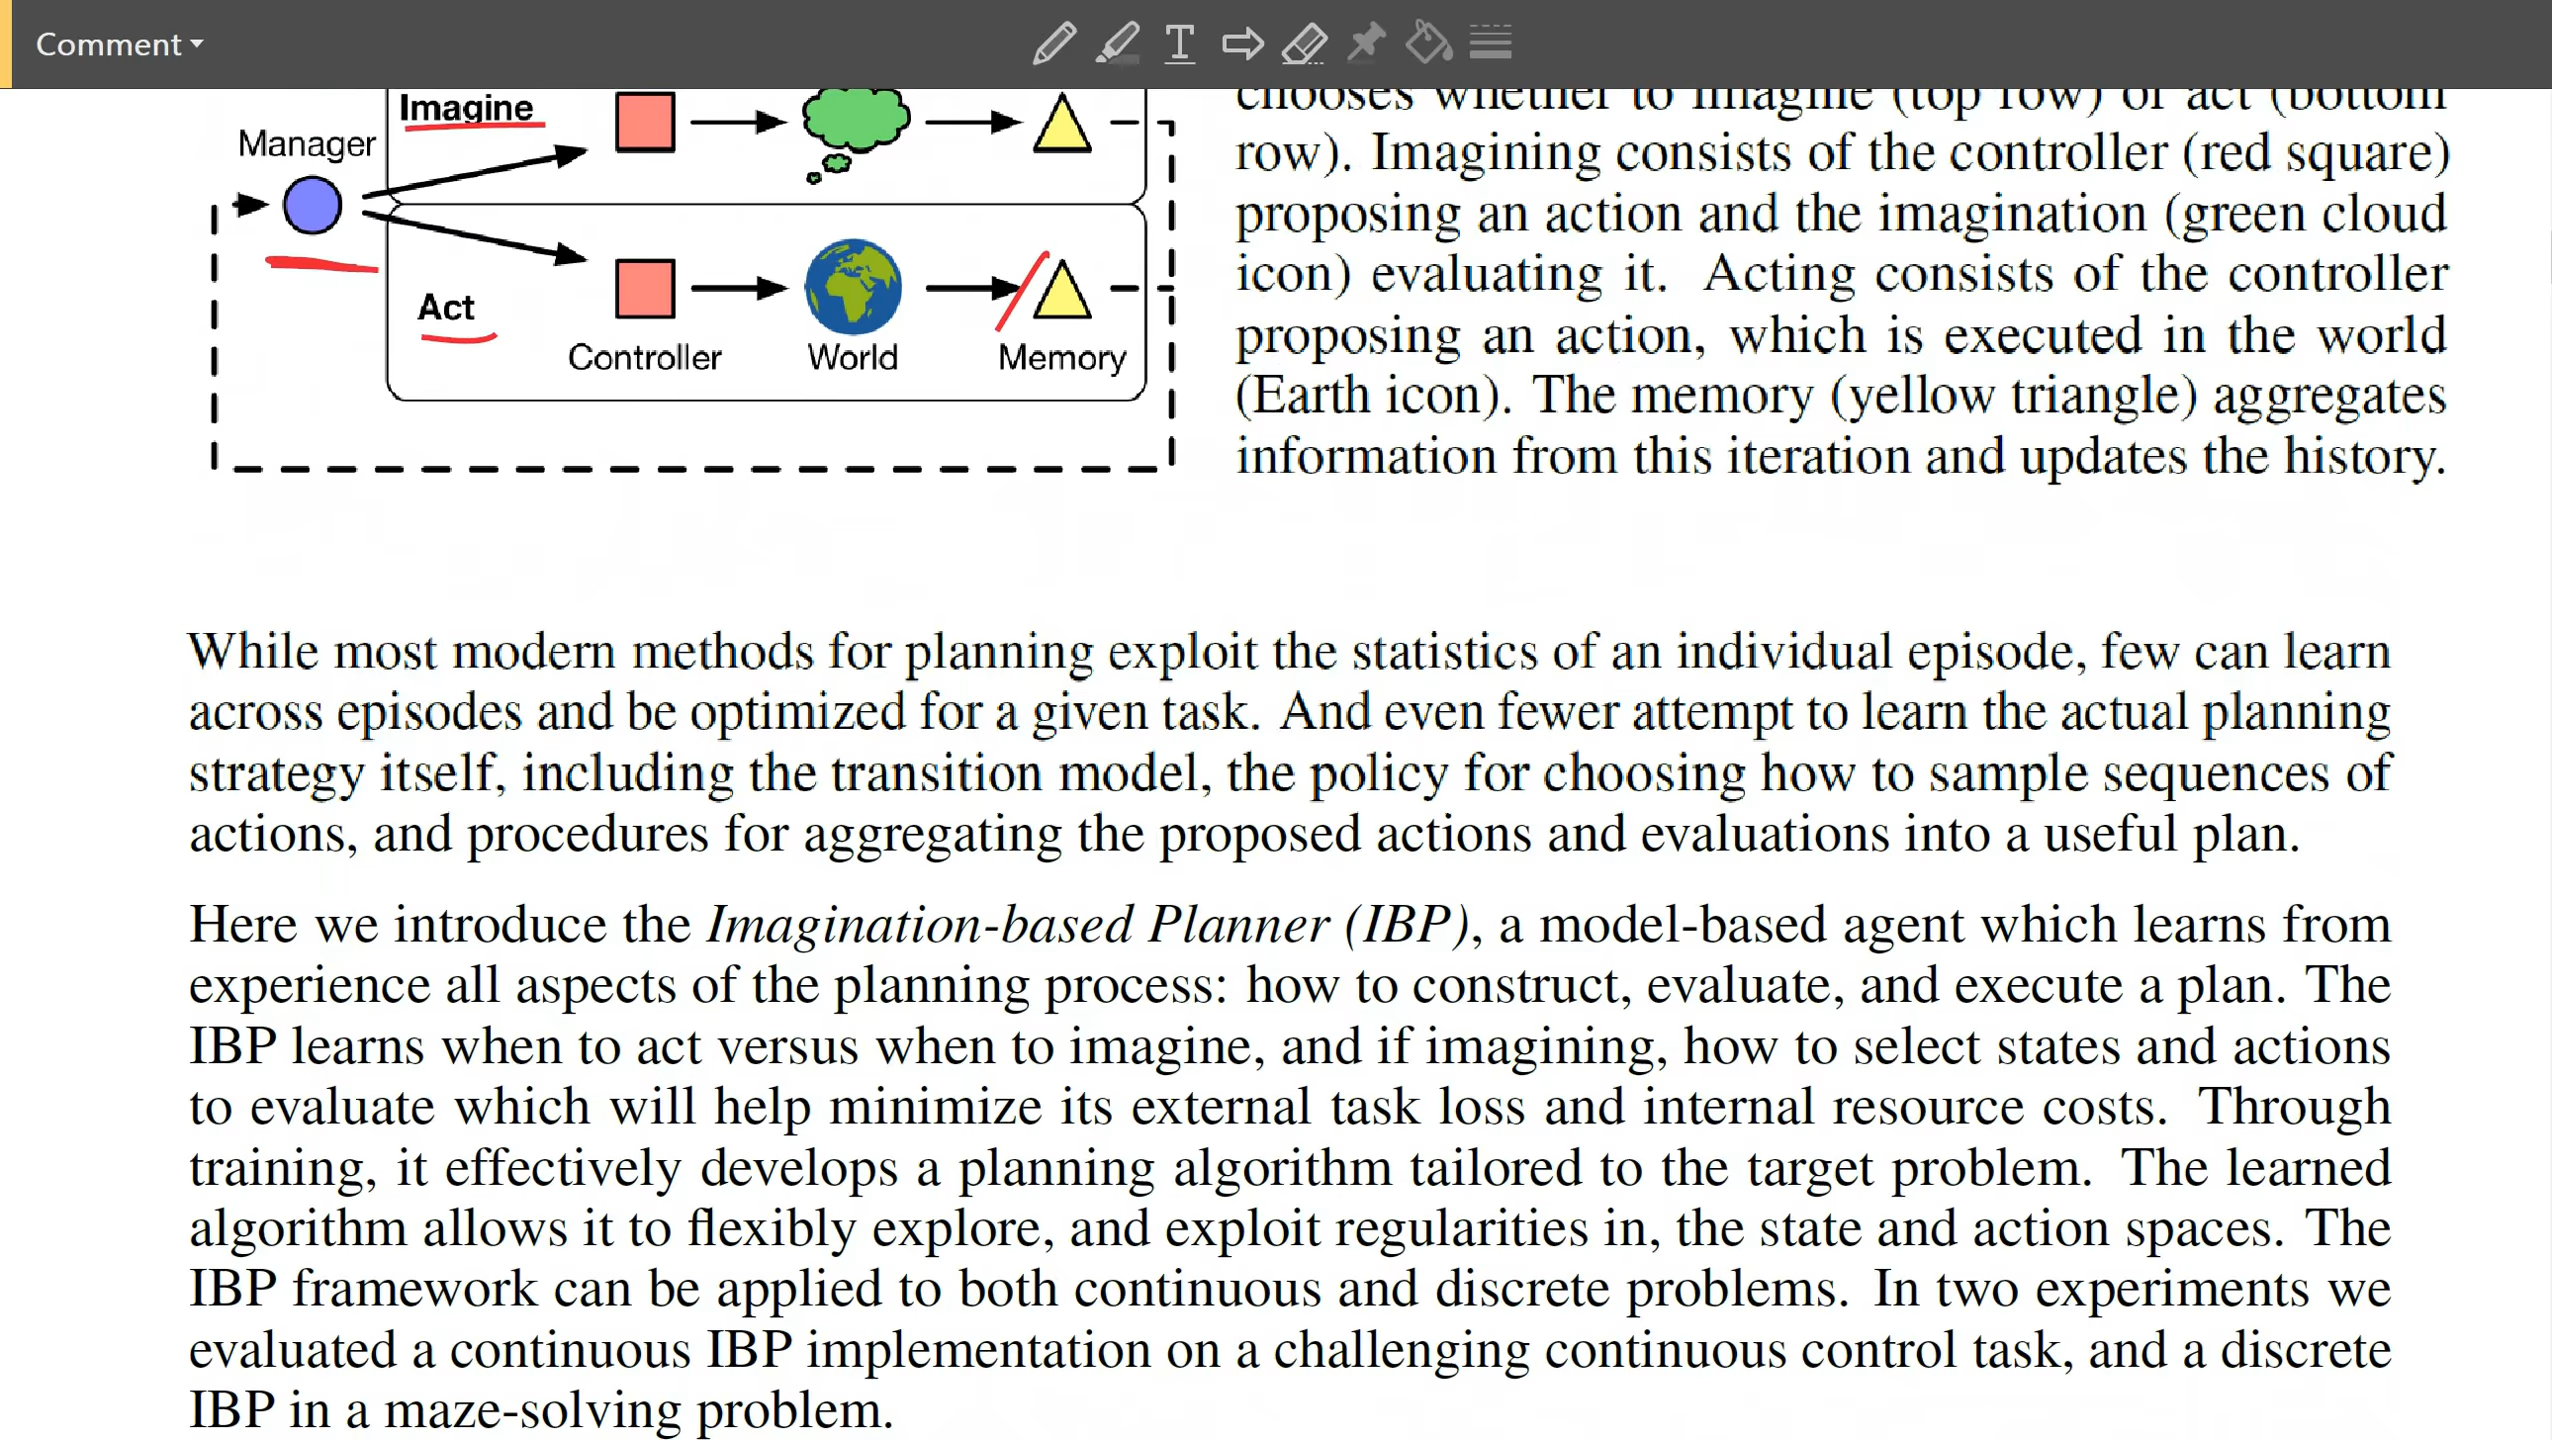 Comment
Imagine
Manager
Act
Controller
World
Memory
chooses whether to imagine (top row) or act (bottom
row). Imagining consists of the controller (red square)
proposing an action and the imagination (green cloud
icon) evaluating it. Acting consists of the controller
proposing an action, which is executed in the world
(Earth icon). The memory (yellow triangle) aggregates
information from this iteration and updates the history.
While most modern methods for planning exploit the statistics of an individual episode, few can learn
across episodes and be optimized for a given task. And even fewer attempt to learn the actual planning
strategy itself, including the transition model, the policy for choosing how to sample sequences of
actions, and procedures for aggregating the proposed actions and evaluations into a useful plan.
Here we introduce the Imagination-based Planner (IBP), a model-based agent which learns from
experience all aspects of the planning process: how to construct, evaluate, and execute a plan. The
IBP learns when to act versus when to imagine, and if imagining, how to select states and actions
to evaluate which will help minimize its external task loss and internal resource costs. Through
training, it effectively develops a planning algorithm tailored to the target problem. The learned
algorithm allows it to flexibly explore, and exploit regularities in, the state and action spaces. The
IBP framework can be applied to both continuous and discrete problems. In two experiments we
evaluated a continuous IBP implementation on a challenging continuous control task, and a discrete
IBP in a maze-solving problem.